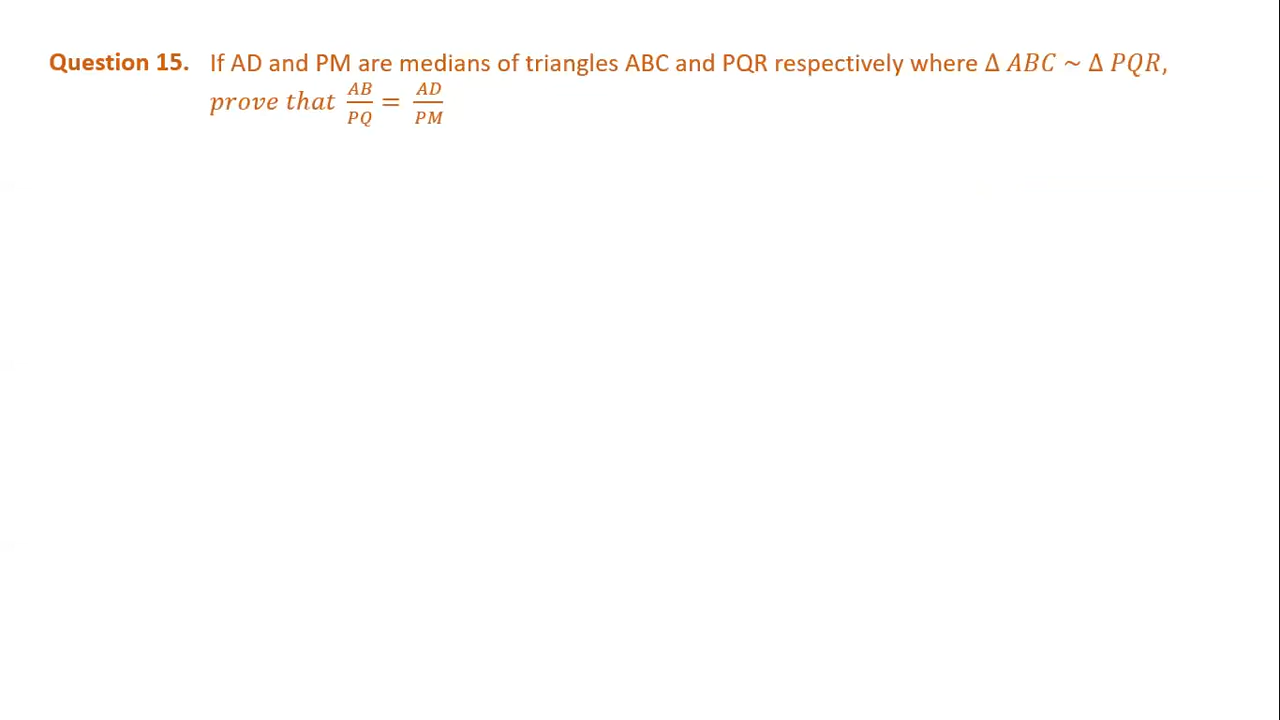 Question 15. If AD and PM are medians of triangles ABC and PQR respectively where Δ ABC ~ Δ PQR,
prove that AB/PQ = AD/PM